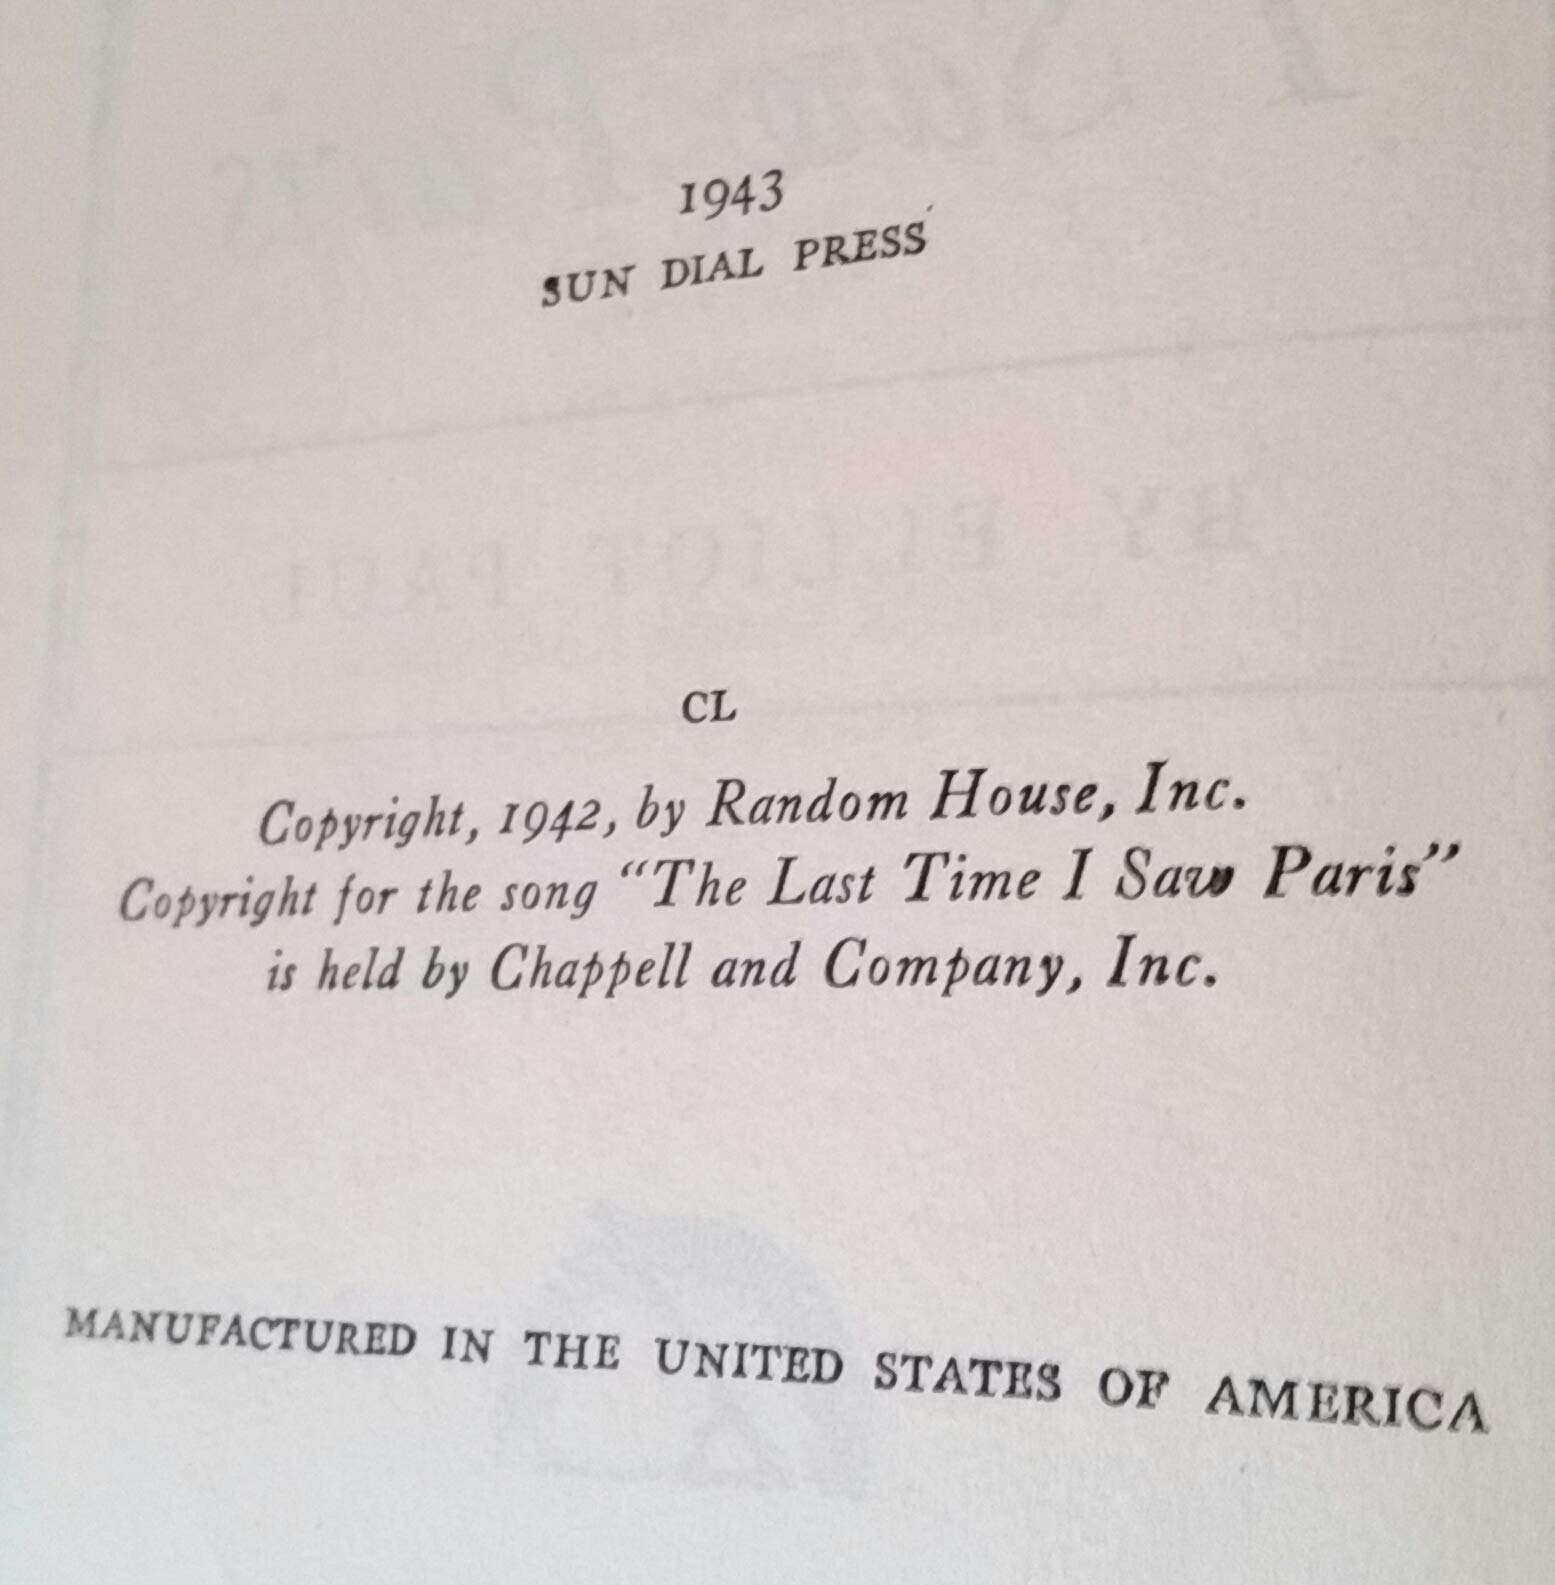 1943
SUN DIAL PRESS
CL
Copyright, 1942, by Random House, Inc.
Copyright for the song “The Last Time I Saw Paris”
is held by Chappell and Company, Inc.
MANUFACTURED IN THE UNITED STATES OF AMERICA